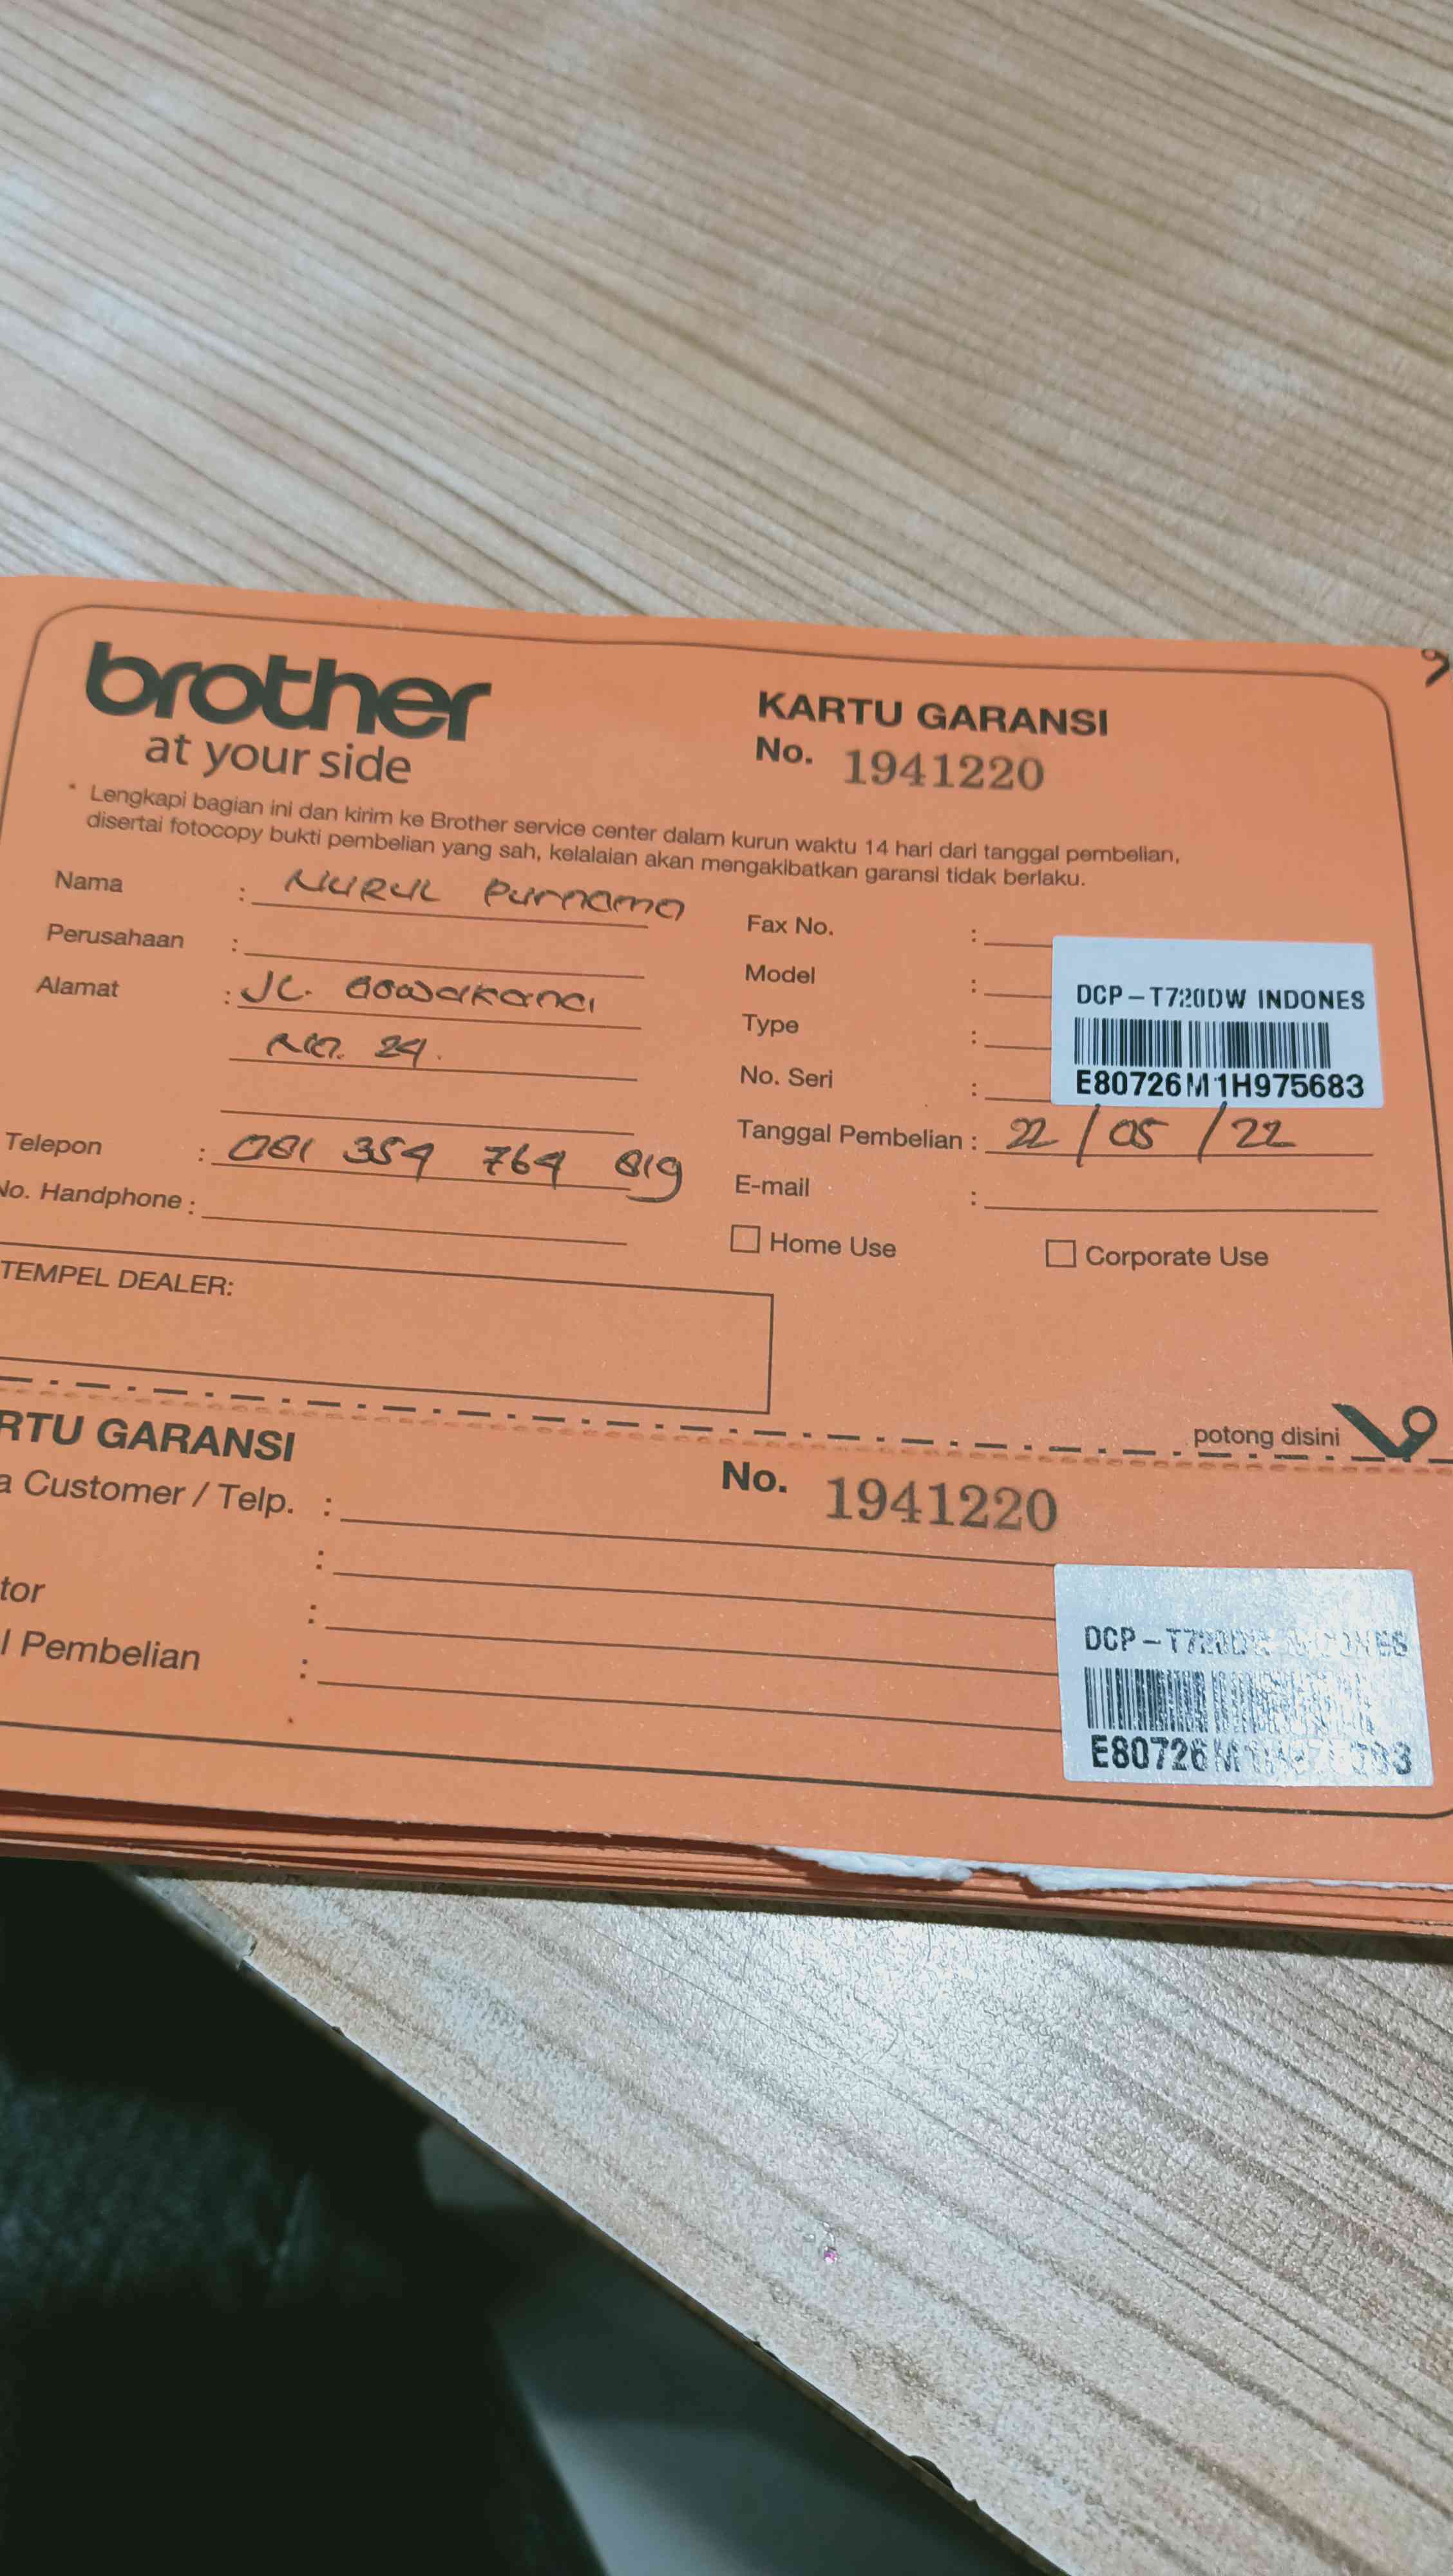 brother
at your side
KARTU GARANSI
No. 1941220
* Lengkapi bagian ini dan kirim ke Brother service center dalam kurun waktu 14 hari dari tanggal pembelian,
disertai fotocopy bukti pembelian yang sah, kelalaian akan mengakibatkan garansi tidak berlaku.
Nama : NURUL Purnama
Perusahaan :
Alamat : JL.
No. 24.
Telepon : 081 354 764 819
No. Handphone :
Fax No. :
Model :
Type :
No. Seri :
DCP-T720DW INDONES
E80726M1H975683
Tanggal Pembelian : 22/05/22
E-mail :
Home Use
Corporate Use
TEMPEL DEALER:
potong disini
RTU GARANSI
No. 1941220
a Customer / Telp. :
:
tor :
l Pembelian :
DCP-T720DW INDONES